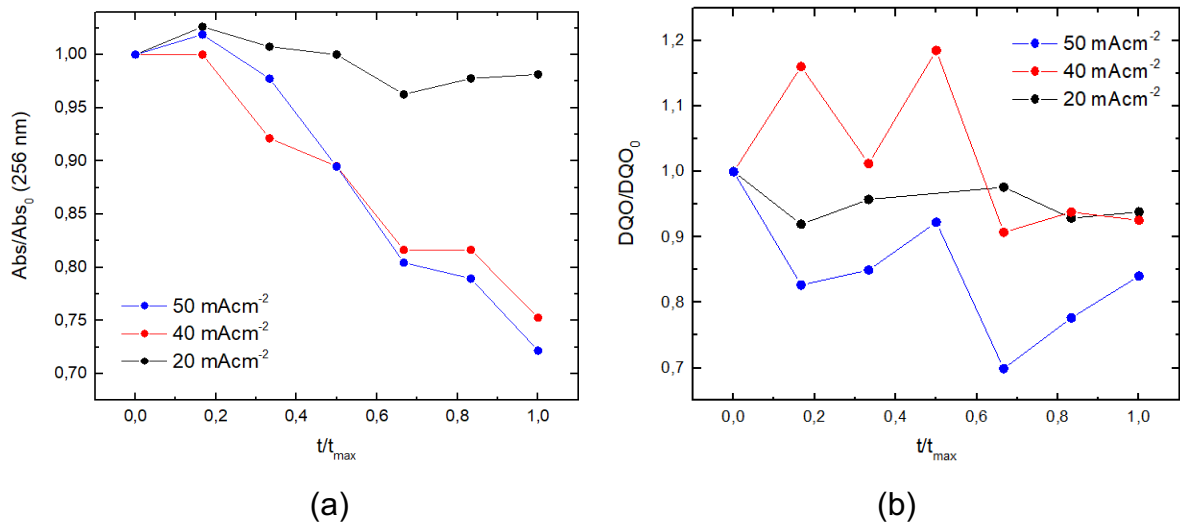 1,00
0,95
0,90
0,85
0,80
0,75
0,70
Abs/Abs₀ (256 nm)
50 mAcm⁻²
40 mAcm⁻²
20 mAcm⁻²
0,0 0,2 0,4 0,6 0,8 1,0
t/tₘₐₓ
(a)
1,2
1,1
1,0
0,9
0,8
0,7
DQO/DQO₀
50 mAcm⁻²
40 mAcm⁻²
20 mAcm⁻²
0,0 0,2 0,4 0,6 0,8 1,0
t/tₘₐₓ
(b)